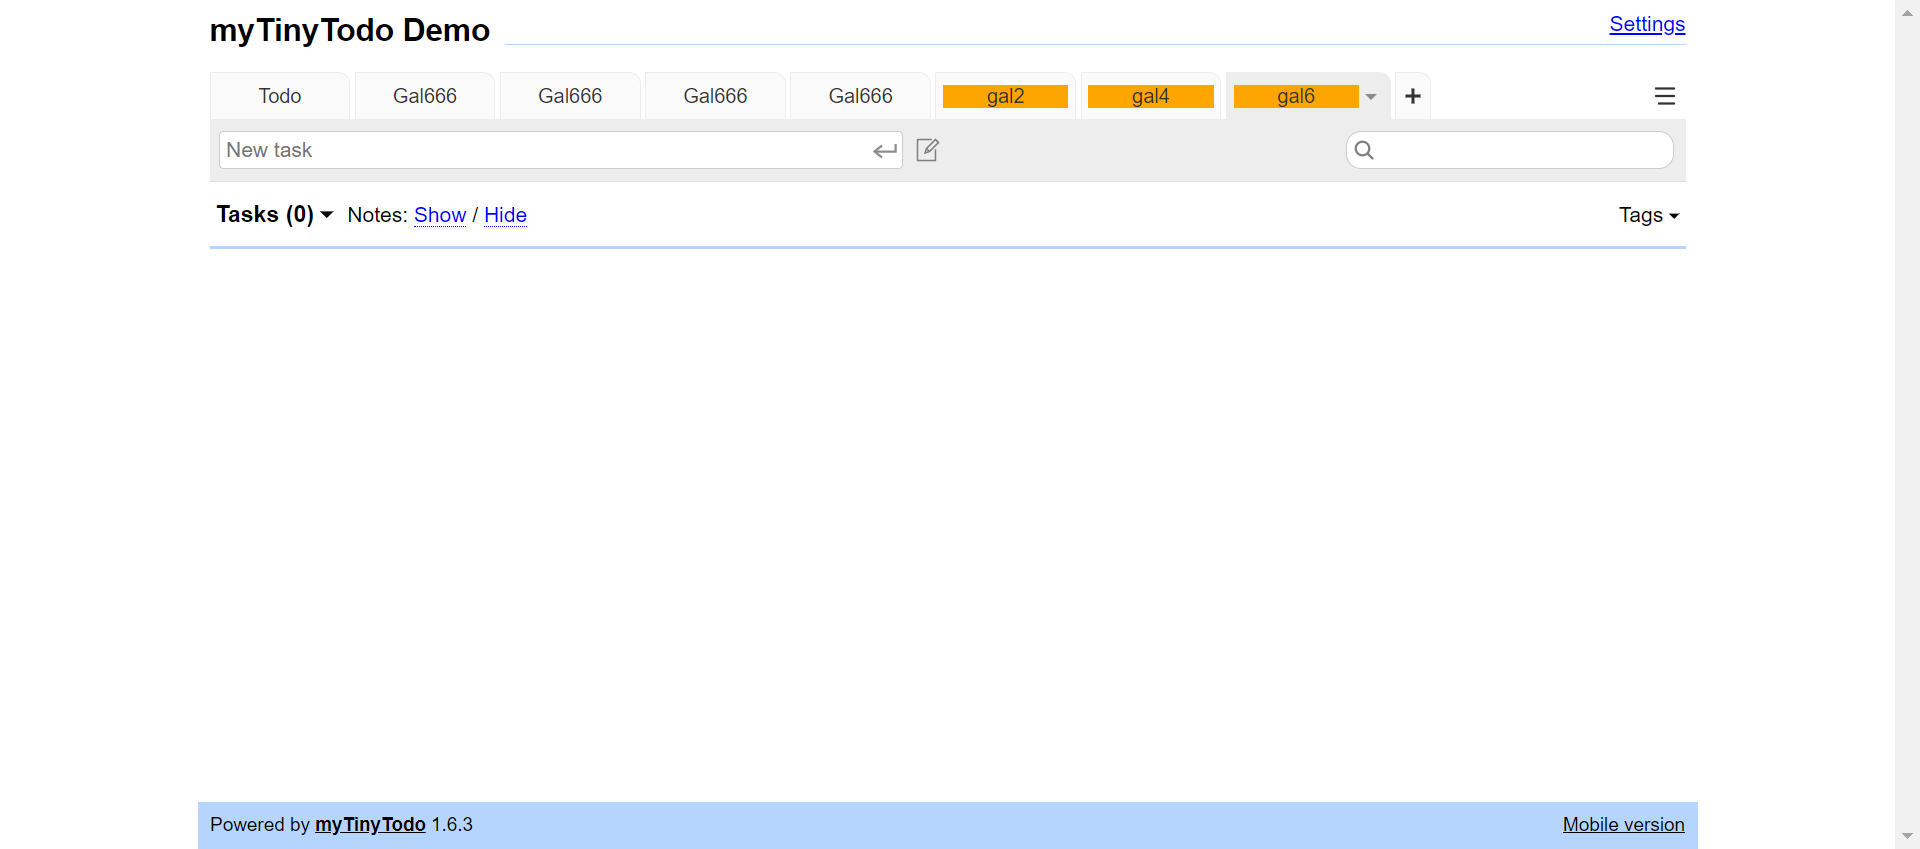 myTinyTodo Demo
Settings
Todo Gal666 Gal666 Gal666 Gal666 gal2 gal4 gal6
New task
Tasks (0) Notes: Show / Hide Tags
Powered by myTinyTodo 1.6.3 Mobile version